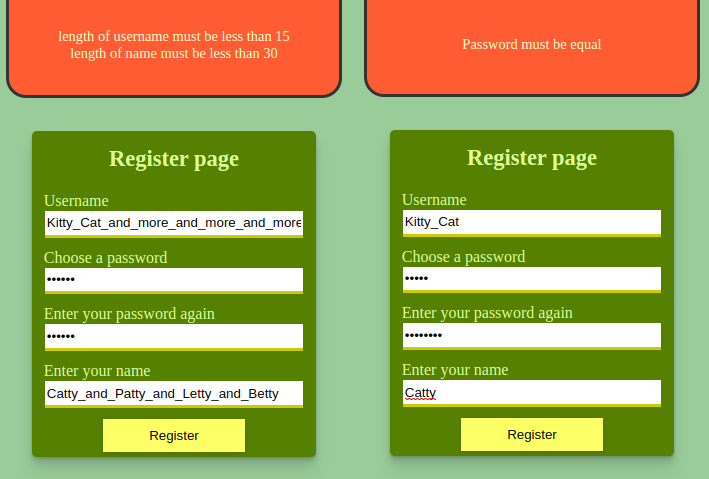 length of username must be less than 15
length of name must be less than 30
Register page
Username
Kitty_Cat_and_more_and_more_and_more
Choose a password
••••••
Enter your password again
••••••
Enter your name
Catty_and_Patty_and_Letty_and_Betty
Register
Password must be equal
Register page
Username
Kitty_Cat
Choose a password
•••••
Enter your password again
••••••••
Enter your name
Catty
Register